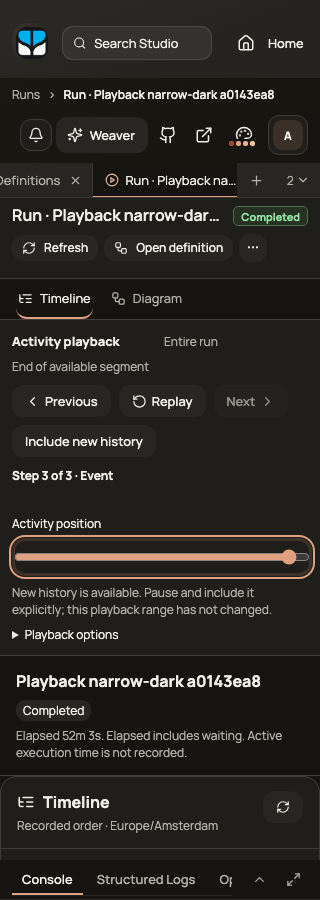 Search Studio
Home
Runs > Run · Playback narrow-dark a0143ea8
Weaver
A
Definitions
Run · Playback na...
2
Run · Playback narrow-dar...
Completed
Refresh
Open definition
Timeline
Diagram
Activity playback
Entire run
End of available segment
Previous
Replay
Next
Include new history
Step 3 of 3 · Event
Activity position
New history is available. Pause and include it
explicitly; this playback range has not changed.
Playback options
Playback narrow-dark a0143ea8
Completed
Elapsed 52m 3s. Elapsed includes waiting. Active
execution time is not recorded.
Timeline
Recorded order · Europe/Amsterdam
Console
Structured Logs